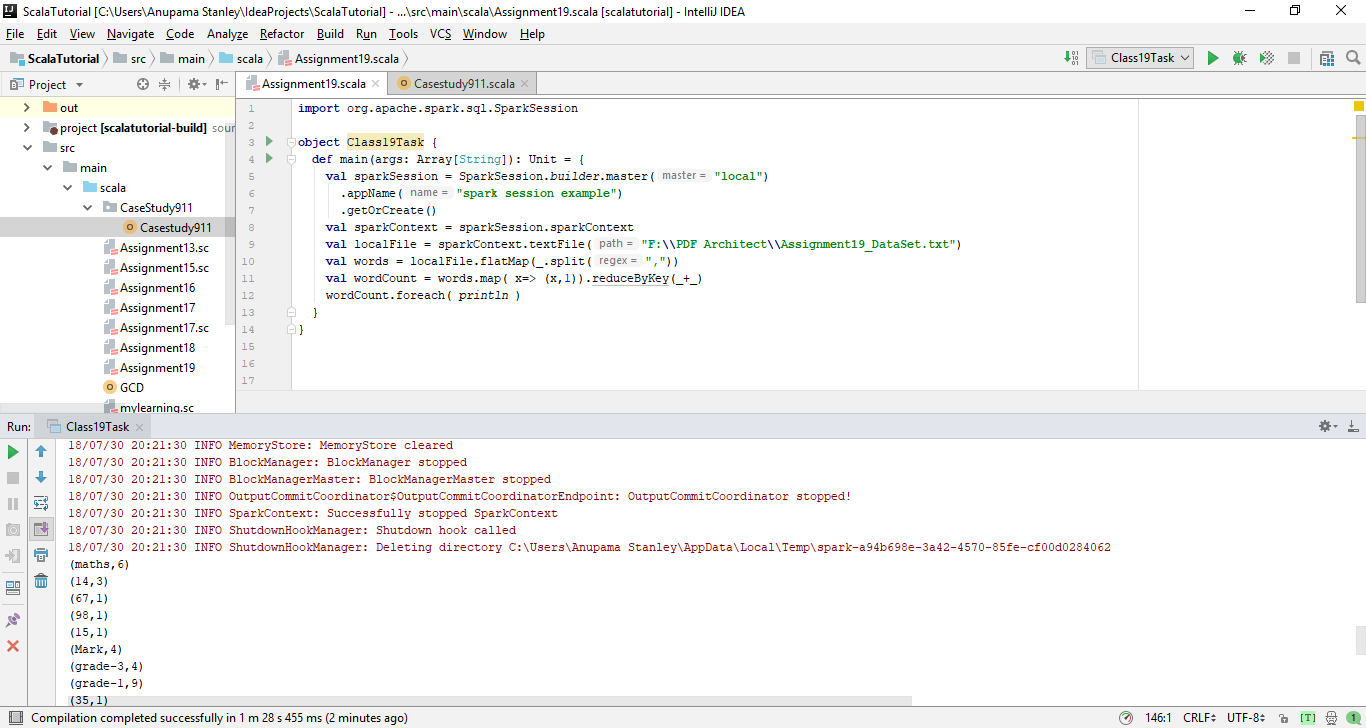 ScalaTutorial [C:\Users\Anupama Stanley\IdeaProjects\ScalaTutorial] - ...\src\main\scala\Assignment19.scala [scalatutorial] - IntelliJ IDEA
File Edit View Navigate Code Analyze Refactor Build Run Tools VCS Window Help
ScalaTutorial src main scala Assignment19.scala Class19Task
Project Assignment19.scala Casestudy911.scala
out
project [scalatutorial-build] sour
src
main
scala
CaseStudy911
Casestudy911
Assignment13.sc
Assignment15.sc
Assignment16
Assignment17
Assignment17.sc
Assignment18
Assignment19
GCD
mylearning.sc
1 import org.apache.spark.sql.SparkSession
2
3 object Class19Task {
4 def main(args: Array[String]): Unit = {
5 val sparkSession = SparkSession.builder.master( master = "local")
6 .appName( name = "spark session example")
7 .getOrCreate()
8 val sparkContext = sparkSession.sparkContext
9 val localFile = sparkContext.textFile( path = "F:\\PDF Architect\\Assignment19_DataSet.txt")
10 val words = localFile.flatMap(_.split( regex = ","))
11 val wordCount = words.map( x=> (x,1)).reduceByKey(_+_)
12 wordCount.foreach( println )
13 }
14 }
15
16
17
Run: Class19Task
18/07/30 20:21:30 INFO MemoryStore: MemoryStore cleared
18/07/30 20:21:30 INFO BlockManager: BlockManager stopped
18/07/30 20:21:30 INFO BlockManagerMaster: BlockManagerMaster stopped
18/07/30 20:21:30 INFO OutputCommitCoordinator$OutputCommitCoordinatorEndpoint: OutputCommitCoordinator stopped!
18/07/30 20:21:30 INFO SparkContext: Successfully stopped SparkContext
18/07/30 20:21:30 INFO ShutdownHookManager: Shutdown hook called
18/07/30 20:21:30 INFO ShutdownHookManager: Deleting directory C:\Users\Anupama Stanley\AppData\Local\Temp\spark-a94b698e-3a42-4570-85fe-cf00d0284062
(maths,6)
(14,3)
(67,1)
(98,1)
(15,1)
(Mark,4)
(grade-3,4)
(grade-1,9)
(35,1)
Compilation completed successfully in 1 m 28 s 455 ms (2 minutes ago) 146:1 CRLF UTF-8 [T] 1